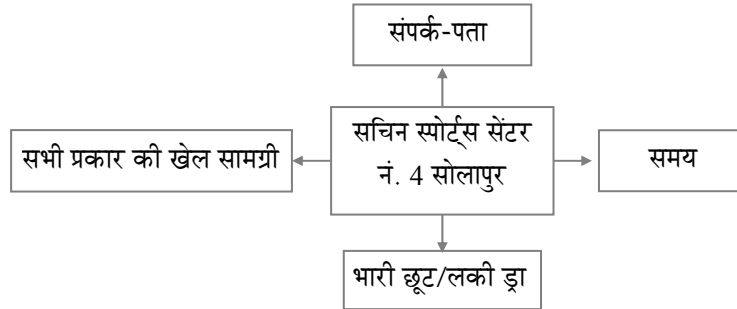 संपर्क-पता
सचिन स्पोर्ट्स सेंटर
नं. 4 सोलापुर
सभी प्रकार की खेल सामग्री
समय
भारी छूट/लकी ड्रा